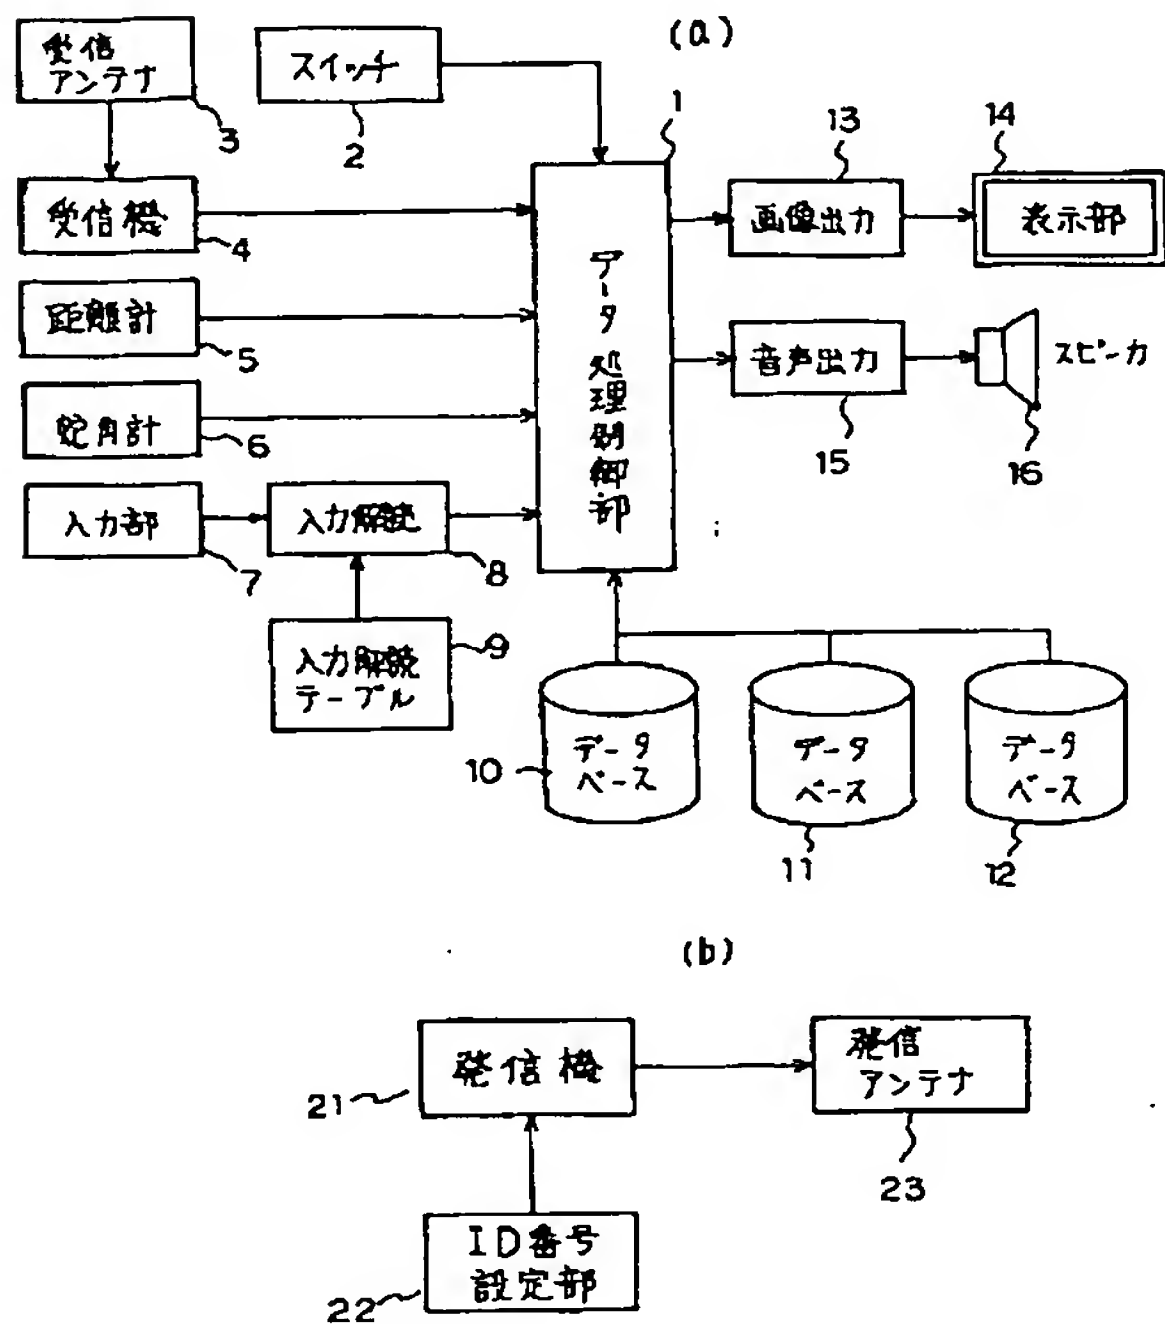 (a)
受信
アンテナ
3
スイッチ
2
1
13
14
受信機
4
画像出力
表示部
距離計
5
データ処理制御部
音声出力
15
スピーカ
16
蛇角計
6
入力部
7
入力解読
8
入力解読
テーブル
9
データ
ベース
10
データ
ベース
11
データ
ベース
12
(b)
発信機
21
発信
アンテナ
23
ID番号
設定部
22